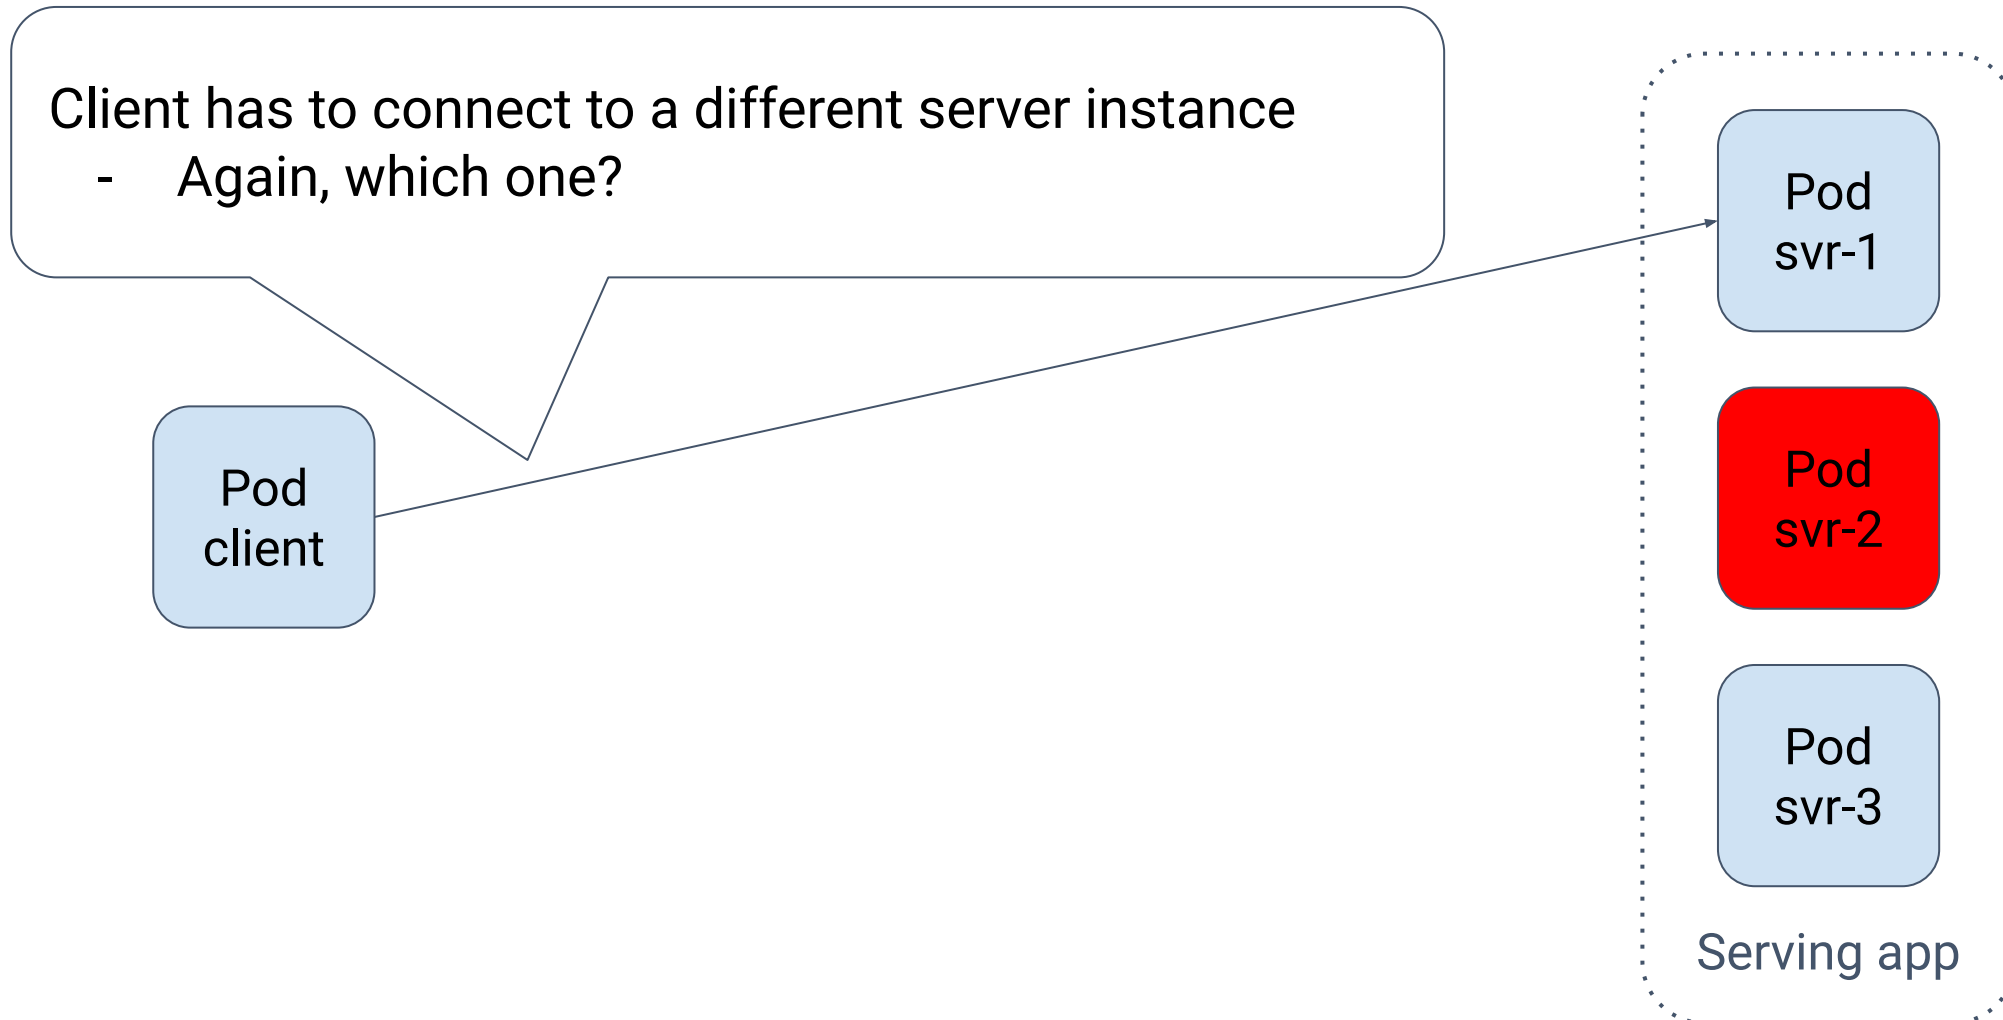 Client has to connect to a different server instance
- Again, which one?
Pod
svr-1
Pod
client
Pod
svr-2
Pod
svr-3
Serving app